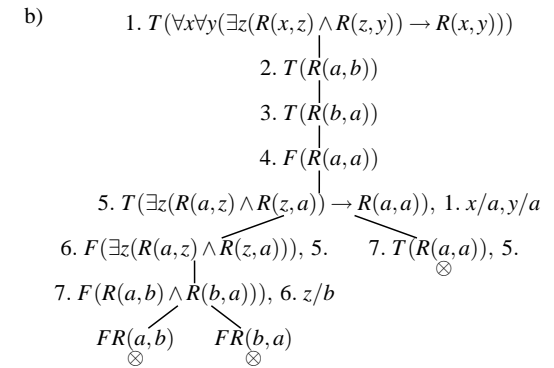 b) 1. T(∀x∀y(∃z(R(x,z)∧R(z,y))→R(x,y)))
2. T(R(a,b))
3. T(R(b,a))
4. F(R(a,a))
5. T(∃z(R(a,z)∧R(z,a))→R(a,a)), 1. x/a,y/a
6. F(∃z(R(a,z)∧R(z,a))), 5. 7. T(R(a,a)), 5.
⊗
7. F(R(a,b)∧R(b,a))), 6. z/b
FR(a,b) FR(b,a)
⊗ ⊗